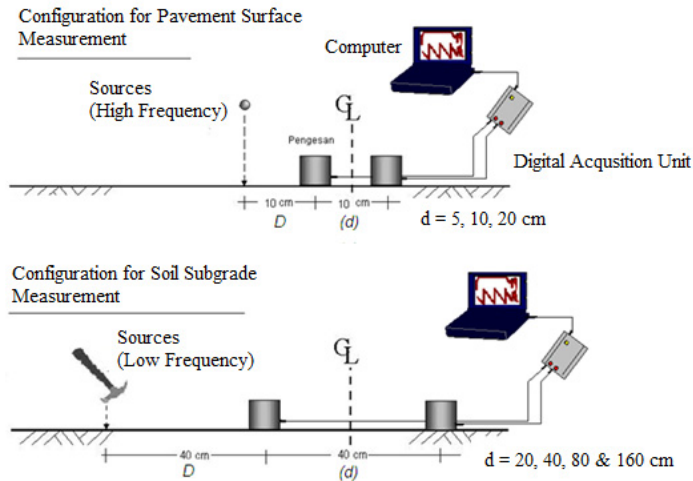 Configuration for Pavement Surface
Measurement
Computer
Sources
(High Frequency)
CL
Pengesan
Digital Acqusition Unit
10 cm
10 cm
D
(d)
d = 5, 10, 20 cm
Configuration for Soil Subgrade
Measurement
Sources
(Low Frequency)
CL
40 cm
40 cm
D
(d)
d = 20, 40, 80 & 160 cm